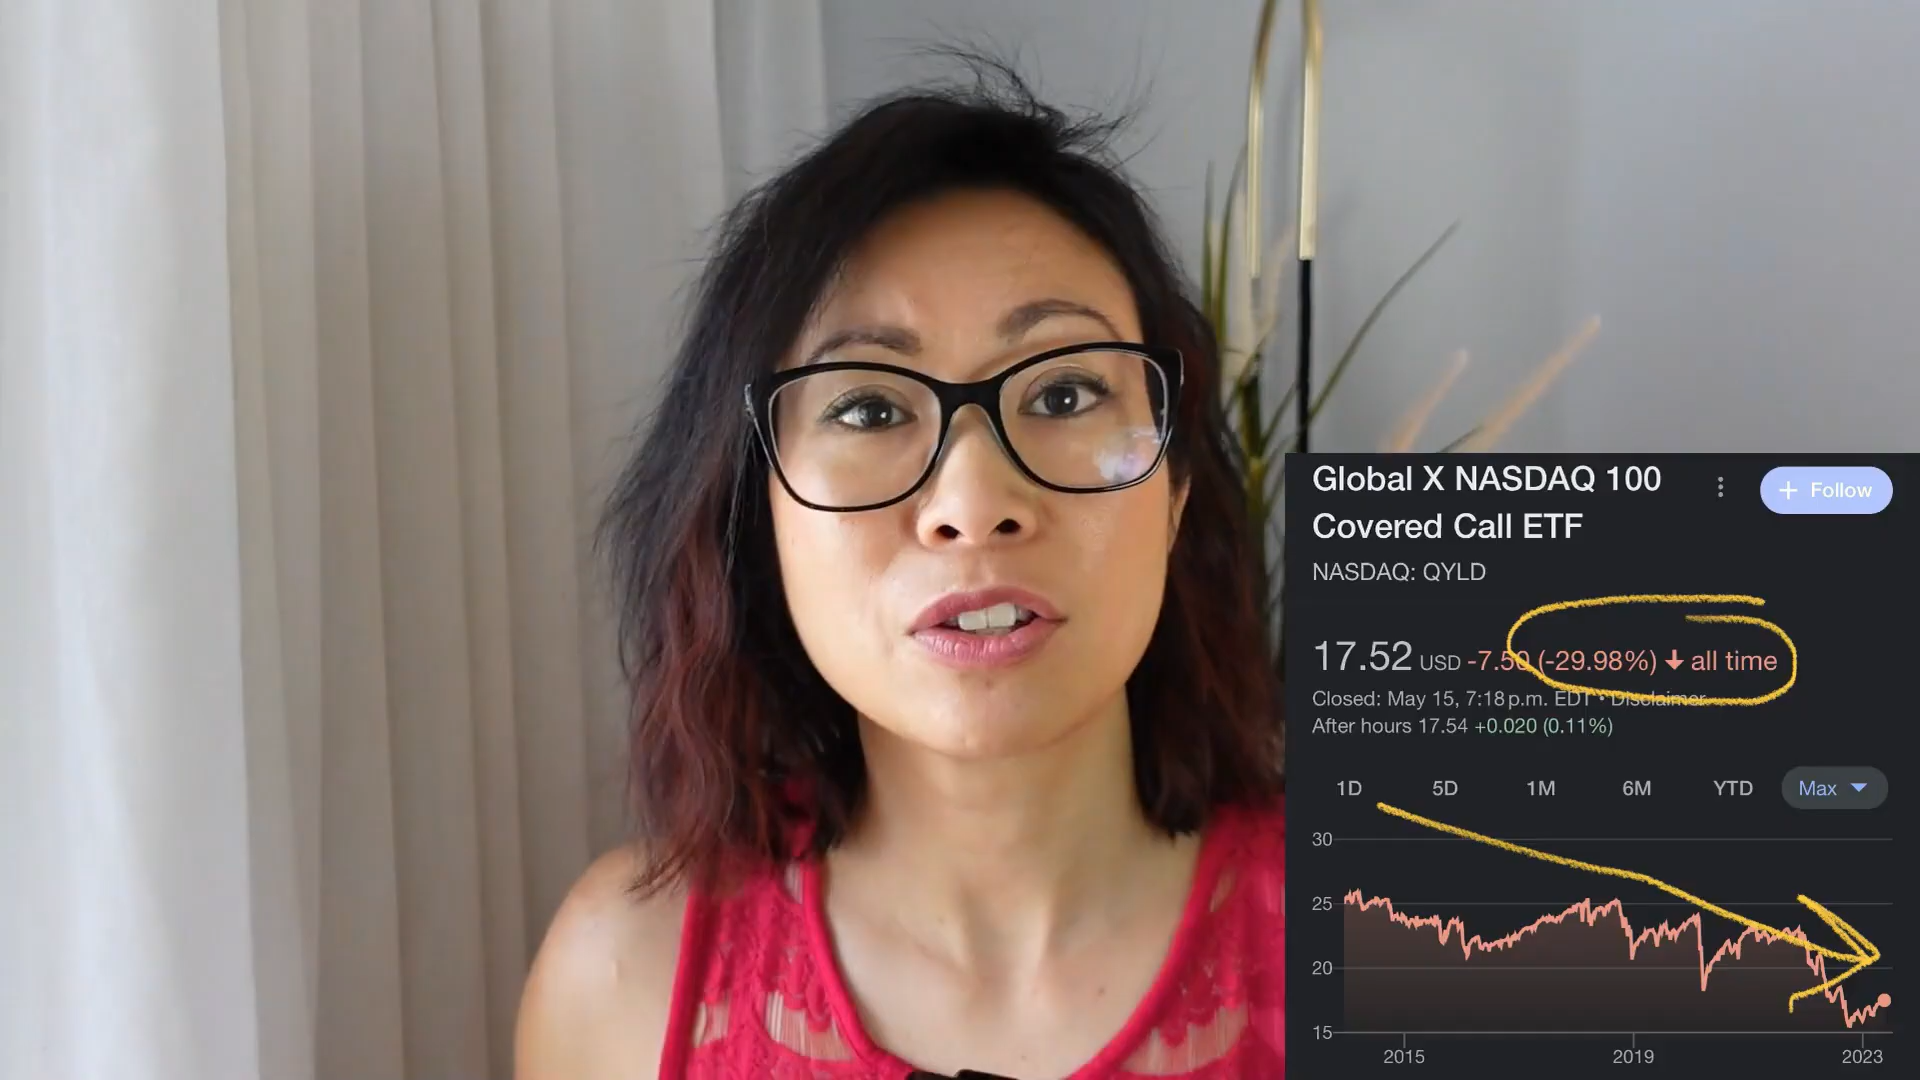 Global X NASDAQ 100
Covered Call ETF
+ Follow
NASDAQ: QYLD
17.52 USD -7.50 (-29.98%) ↓ all time
Closed: May 15, 7:18 p.m. EDT • Disclaimer
After hours 17.54 +0.020 (0.11%)
1D 5D 1M 6M YTD Max
30
25
20
15
2015 2019 2023